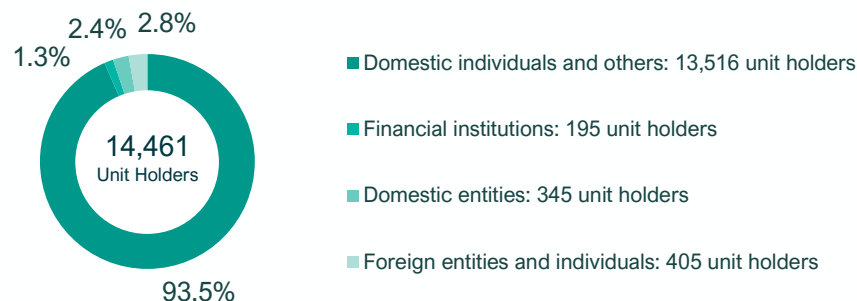 2.4%
2.8%
1.3%
14,461
Unit Holders
93.5%
Domestic individuals and others: 13,516 unit holders
Financial institutions: 195 unit holders
Domestic entities: 345 unit holders
Foreign entities and individuals: 405 unit holders